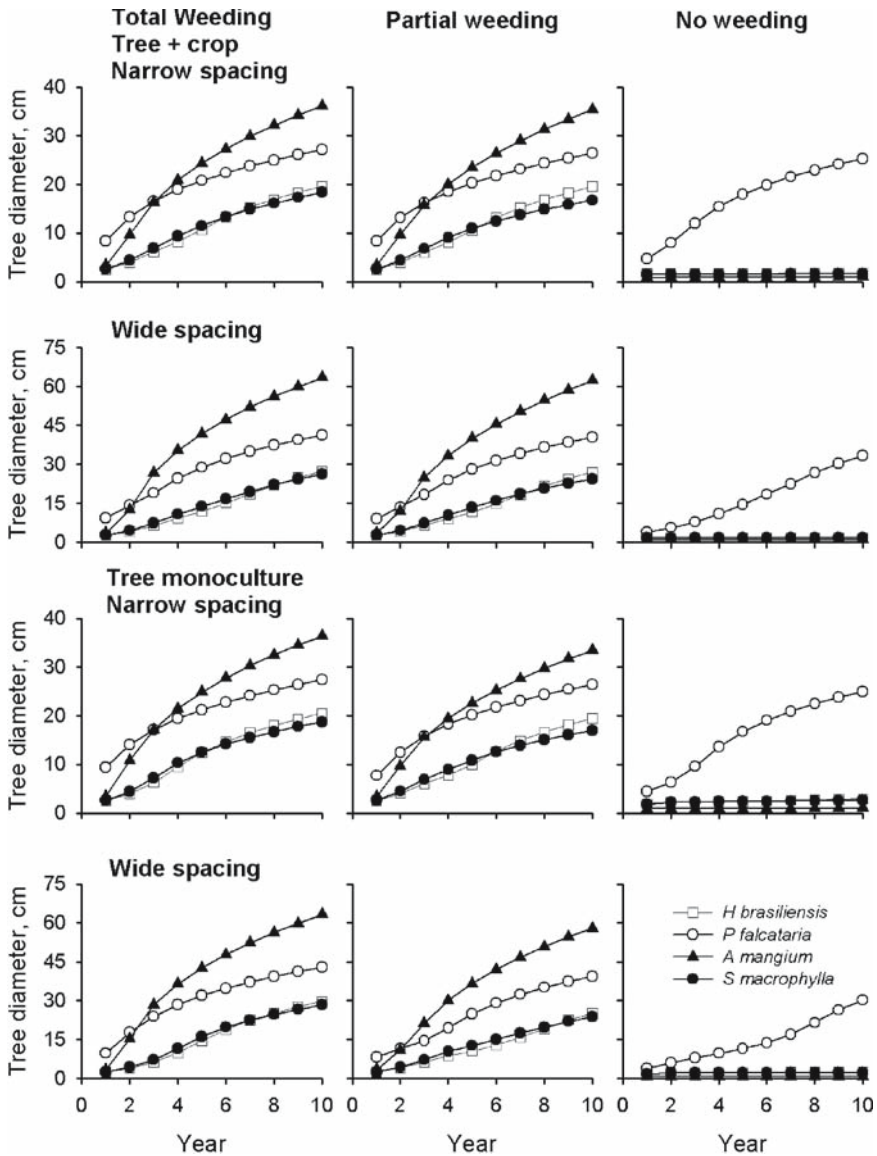 Total Weeding
Tree + crop
Narrow spacing
Partial weeding
No weeding
Tree diameter, cm
40
30
20
10
0
Wide spacing
Tree diameter, cm
75
60
45
30
15
0
Tree monoculture
Narrow spacing
Tree diameter, cm
40
30
20
10
0
Wide spacing
Tree diameter, cm
75
60
45
30
15
0
H brasiliensis
P falcataria
A mangium
S macrophylla
0 2 4 6 8 10
0 2 4 6 8 10
0 2 4 6 8 10
Year
Year
Year